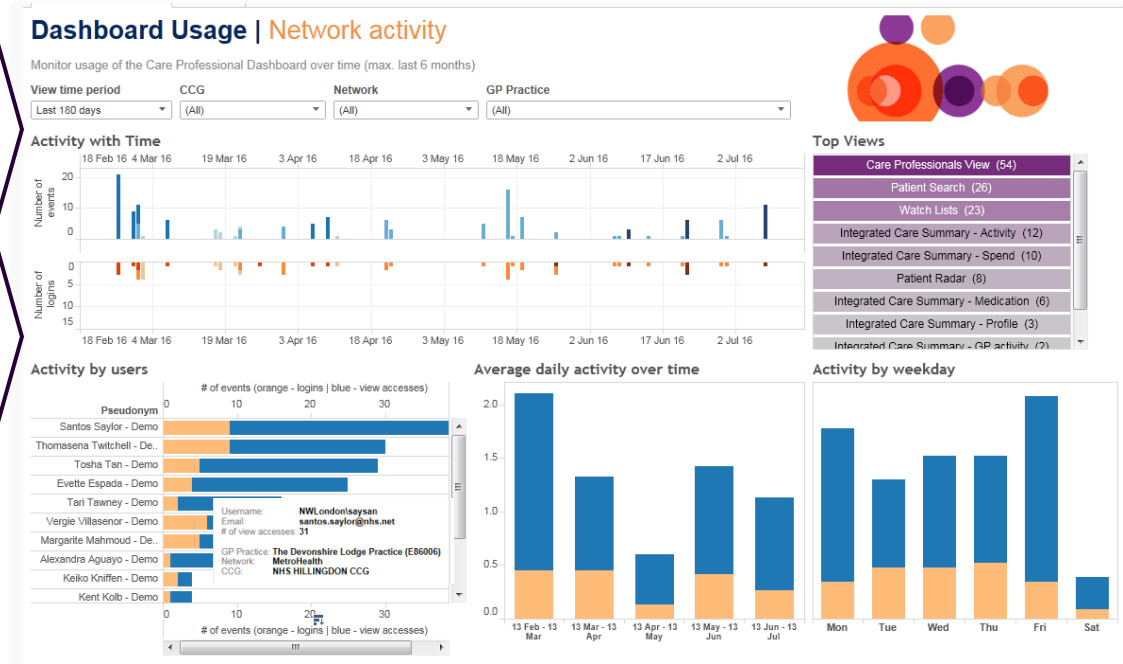 Dashboard Usage | Network activity
Monitor usage of the Care Professional Dashboard over time (max. last 6 months)
View time period CCG Network GP Practice
Last 180 days (All) (All) (All)
Activity with Time
18 Feb 16 4 Mar 16 19 Mar 16 3 Apr 16 18 Apr 16 3 May 16 18 May 16 2 Jun 16 17 Jun 16 2 Jul 16
Number of events
20
10
0
Number of logins
0
5
10
15
18 Feb 16 4 Mar 16 19 Mar 16 3 Apr 16 18 Apr 16 3 May 16 18 May 16 2 Jun 16 17 Jun 16 2 Jul 16
Top Views
Care Professionals View (54)
Patient Search (26)
Watch Lists (23)
Integrated Care Summary - Activity (12)
Integrated Care Summary - Spend (10)
Patient Radar (8)
Integrated Care Summary - Medication (6)
Integrated Care Summary - Profile (3)
Integrated Care Summary - GP activity (2)
Activity by users
# of events (orange - logins | blue - view accesses)
Pseudonym 0 10 20 30
Santos Saylor - Demo
Thomasena Twitchell - De..
Tosha Tan - Demo
Evette Espada - Demo
Tari Tawney - Demo
Vergie Villasenor - Demo
Margarite Mahmoud - De..
Alexandra Aguayo - Demo
Keiko Kniffen - Demo
Kent Kolb - Demo
Username: NWLondon\saysan
Email: santos.saylor@nhs.net
# of view accesses: 31
GP Practice: The Devonshire Lodge Practice (E86006)
Network: MetroHealth
CCG: NHS HILLINGDON CCG
0 10 20 30
# of events (orange - logins | blue - view accesses)
Average daily activity over time
2.0
1.5
1.0
0.5
0.0
13 Feb - 13 Mar
13 Mar - 13 Apr
13 Apr - 13 May
13 May - 13 Jun
13 Jun - 13 Jul
Activity by weekday
Mon Tue Wed Thu Fri Sat